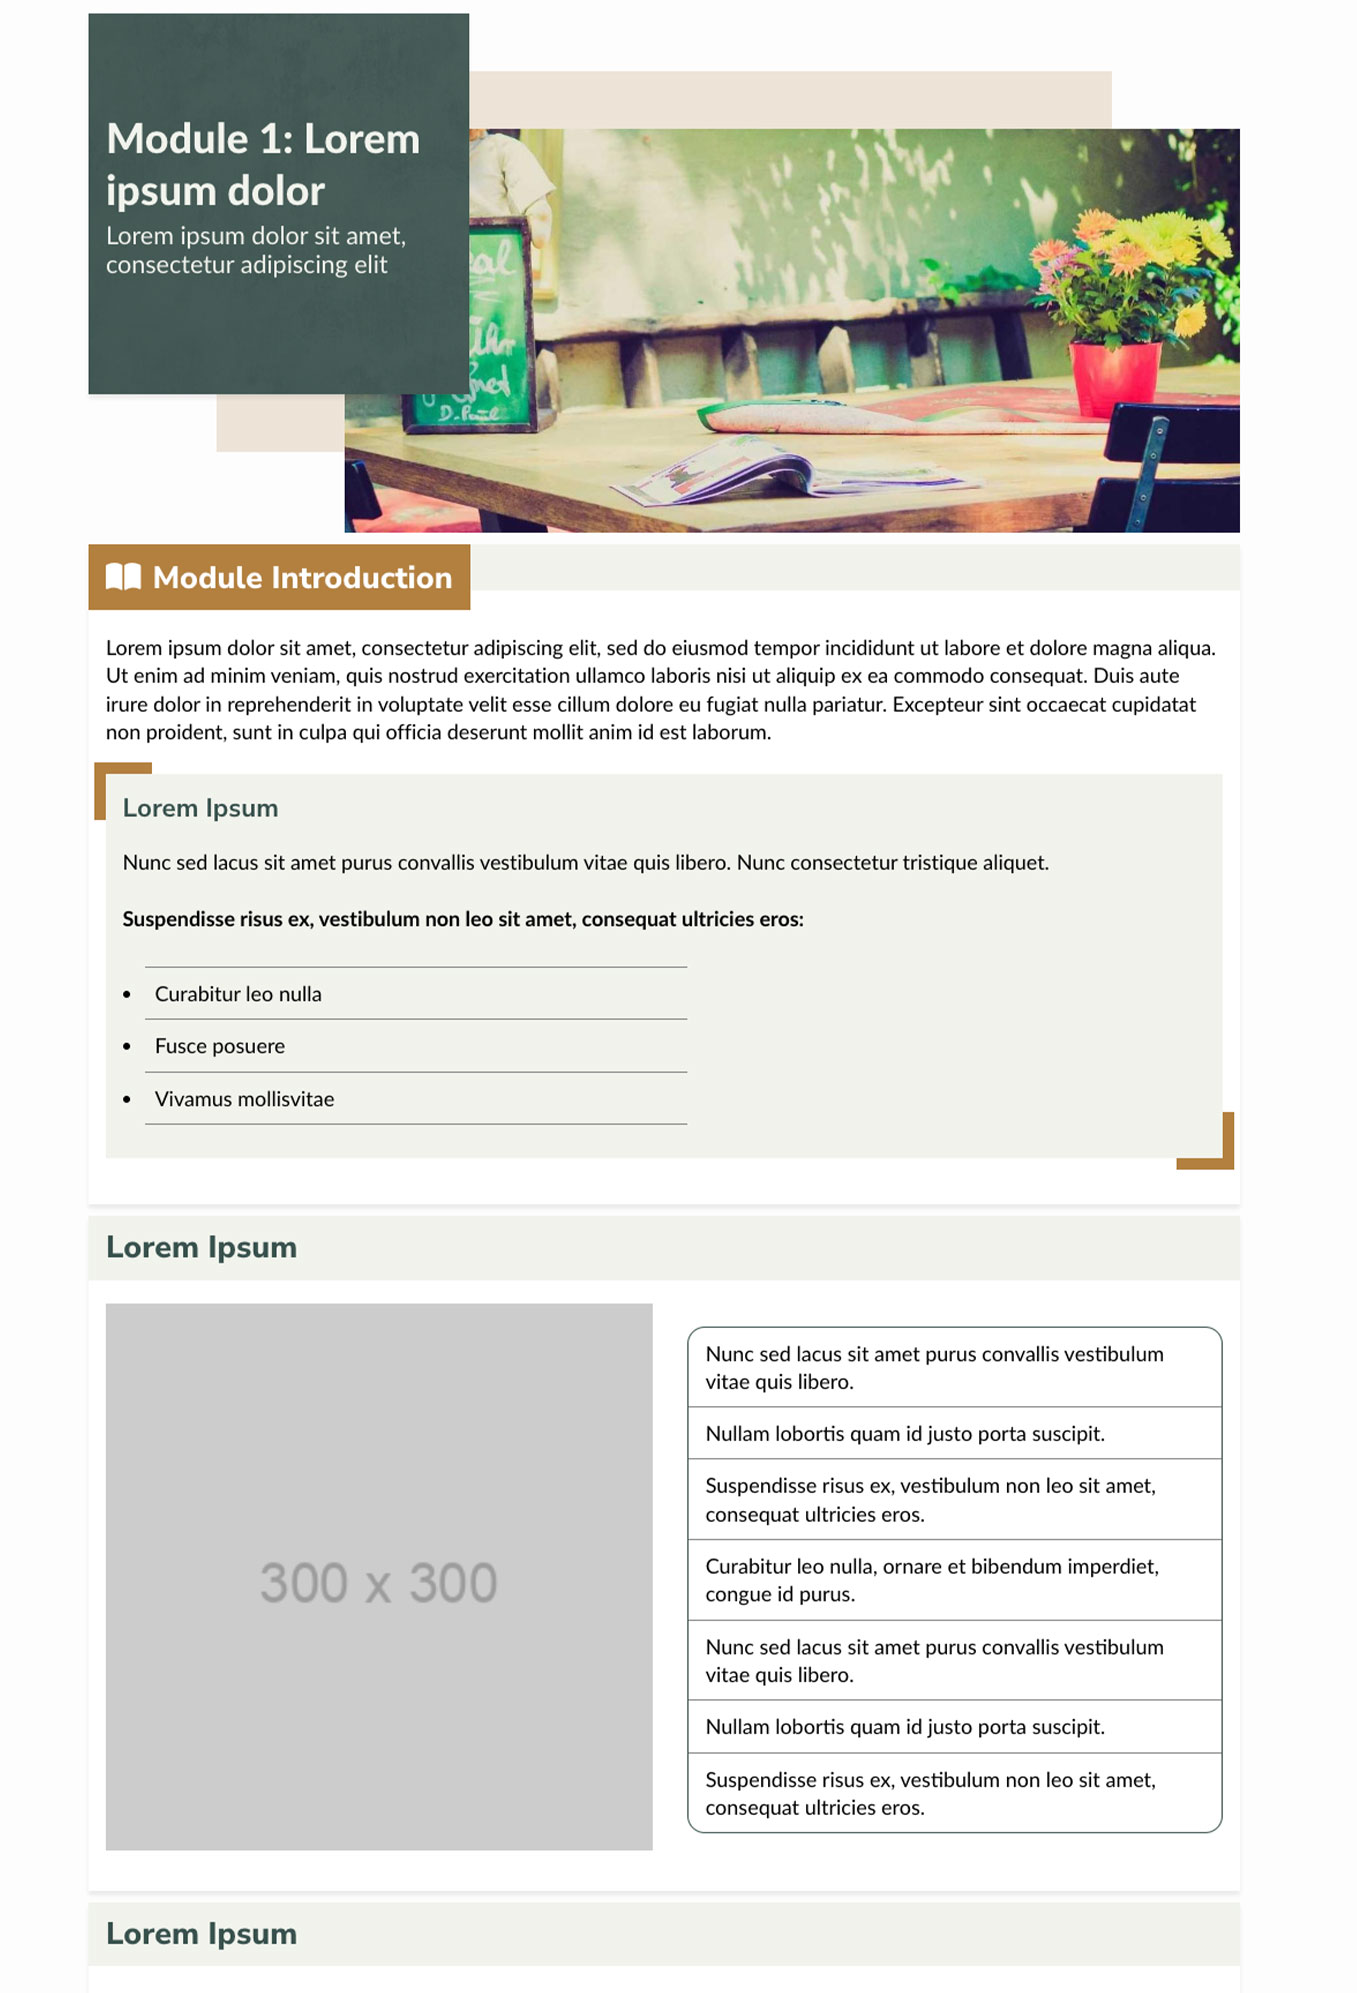 Module 1: Lorem
ipsum dolor
Lorem ipsum dolor sit amet,
consectetur adipiscing elit
D. Paul
Module Introduction
Lorem ipsum dolor sit amet, consectetur adipiscing elit, sed do eiusmod tempor incididunt ut labore et dolore magna aliqua.
Ut enim ad minim veniam, quis nostrud exercitation ullamco laboris nisi ut aliquip ex ea commodo consequat. Duis aute
irure dolor in reprehenderit in voluptate velit esse cillum dolore eu fugiat nulla pariatur. Excepteur sint occaecat cupidatat
non proident, sunt in culpa qui officia deserunt mollit anim id est laborum.
Lorem Ipsum
Nunc sed lacus sit amet purus convallis vestibulum vitae quis libero. Nunc consectetur tristique aliquet.
Suspendisse risus ex, vestibulum non leo sit amet, consequat ultricies eros:
• Curabitur leo nulla
• Fusce posuere
• Vivamus mollisvitae
Lorem Ipsum
300 x 300
Nunc sed lacus sit amet purus convallis vestibulum
vitae quis libero.
Nullam lobortis quam id justo porta suscipit.
Suspendisse risus ex, vestibulum non leo sit amet,
consequat ultricies eros.
Curabitur leo nulla, ornare et bibendum imperdiet,
congue id purus.
Nunc sed lacus sit amet purus convallis vestibulum
vitae quis libero.
Nullam lobortis quam id justo porta suscipit.
Suspendisse risus ex, vestibulum non leo sit amet,
consequat ultricies eros.
Lorem Ipsum